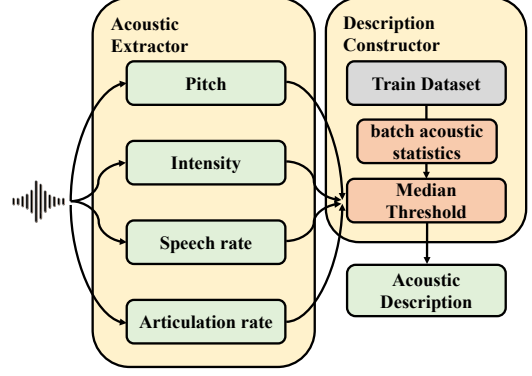 Acoustic
Extractor
Pitch
Intensity
Speech rate
Articulation rate
Description
Constructor
Train Dataset
batch acoustic
statistics
Median
Threshold
Acoustic
Description